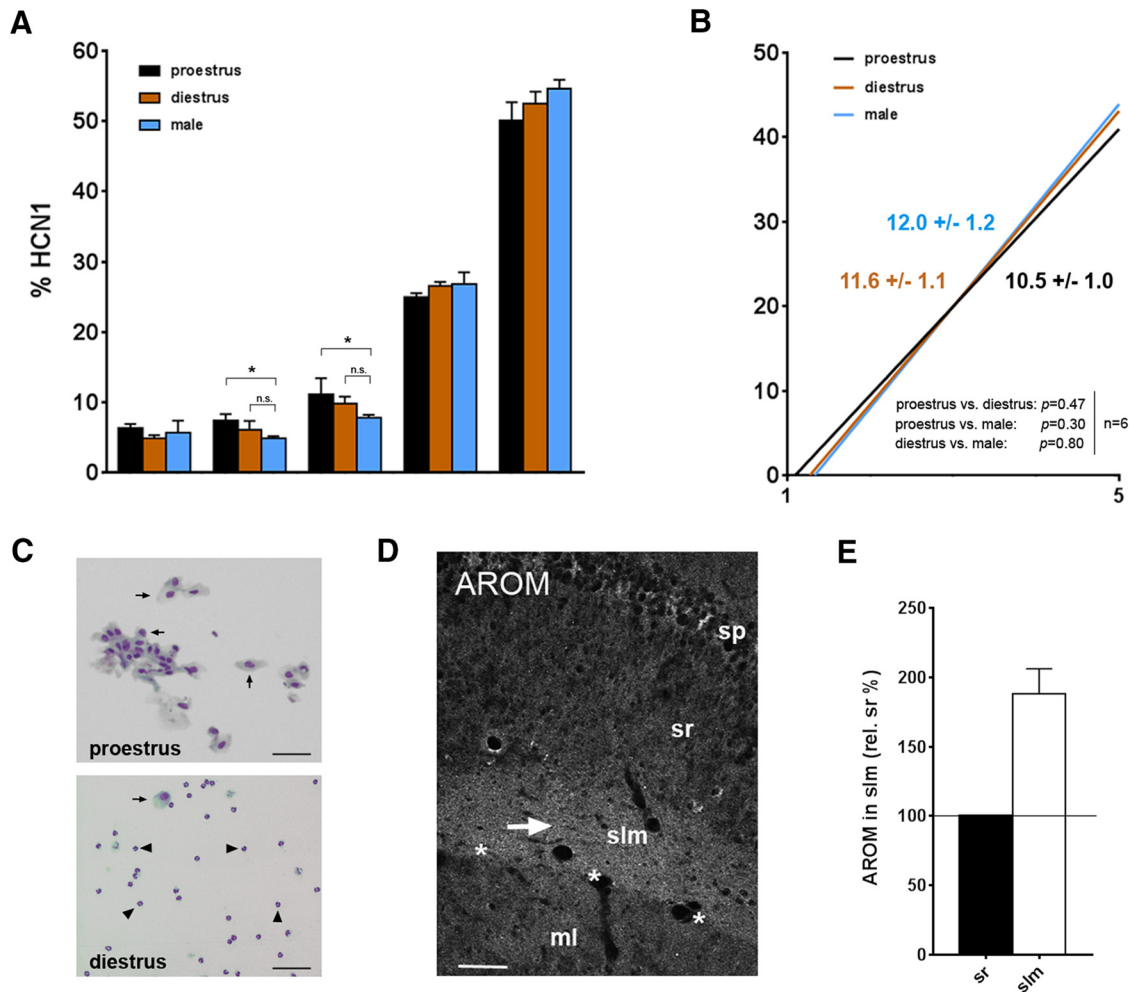 A
% HCN1
60
50
40
30
20
10
0
proestrus
diestrus
male
*
n.s.
*
n.s.
B
50
40
30
20
10
0
proestrus
diestrus
male
12.0 +/- 1.2
11.6 +/- 1.1
10.5 +/- 1.0
proestrus vs. diestrus: p=0.47
proestrus vs. male: p=0.30
diestrus vs. male: p=0.80
n=6
1
5
C
proestrus
diestrus
D
AROM
sp
sr
slm
*
*
*
ml
E
AROM in slm (rel. sr %)
250
200
150
100
50
0
sr
slm